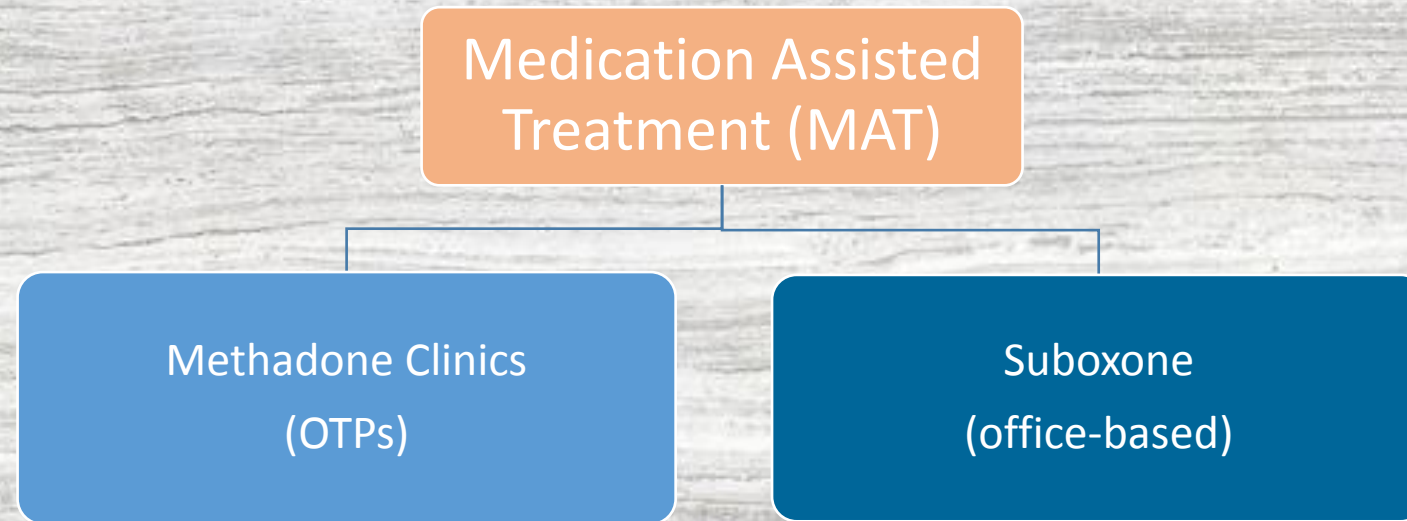 Medication Assisted
Treatment (MAT)
Methadone Clinics
(OTPs)
Suboxone
(office-based)